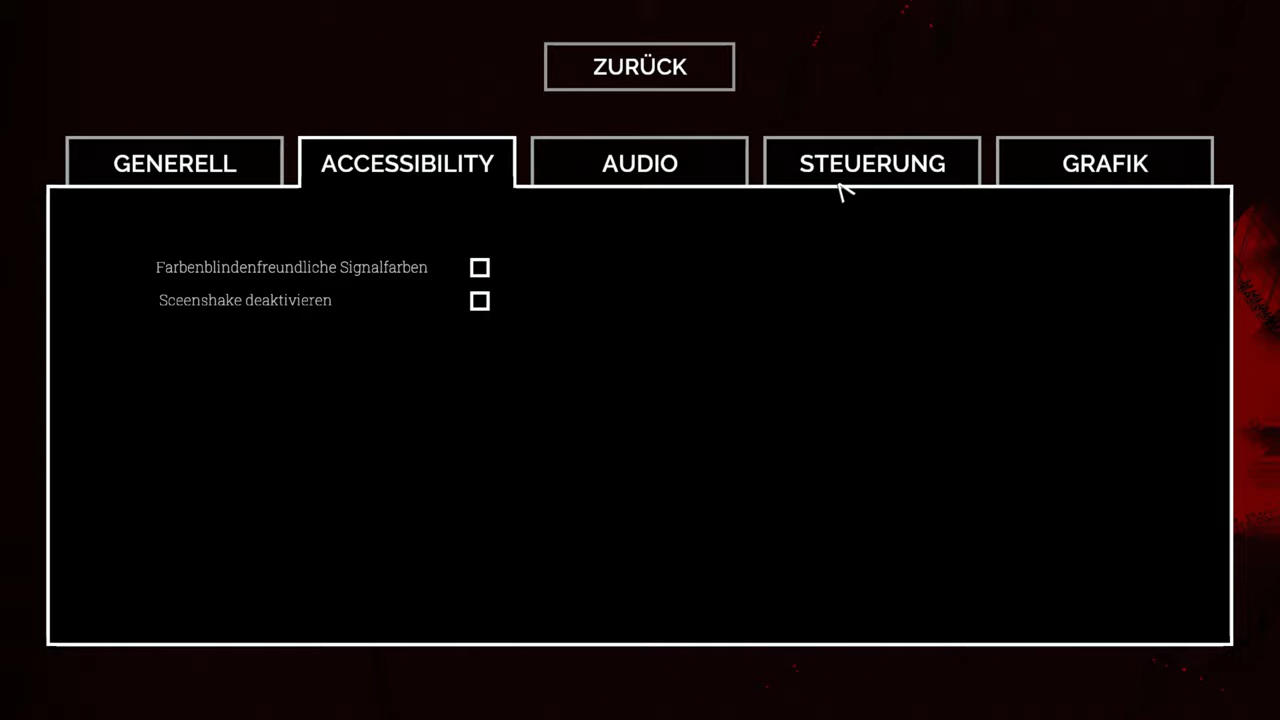 ZURÜCK
GENERELL
ACCESSIBILITY
AUDIO
STEUERUNG
GRAFIK
Farbenblindenfreundliche Signalfarben
Sceenshake deaktivieren